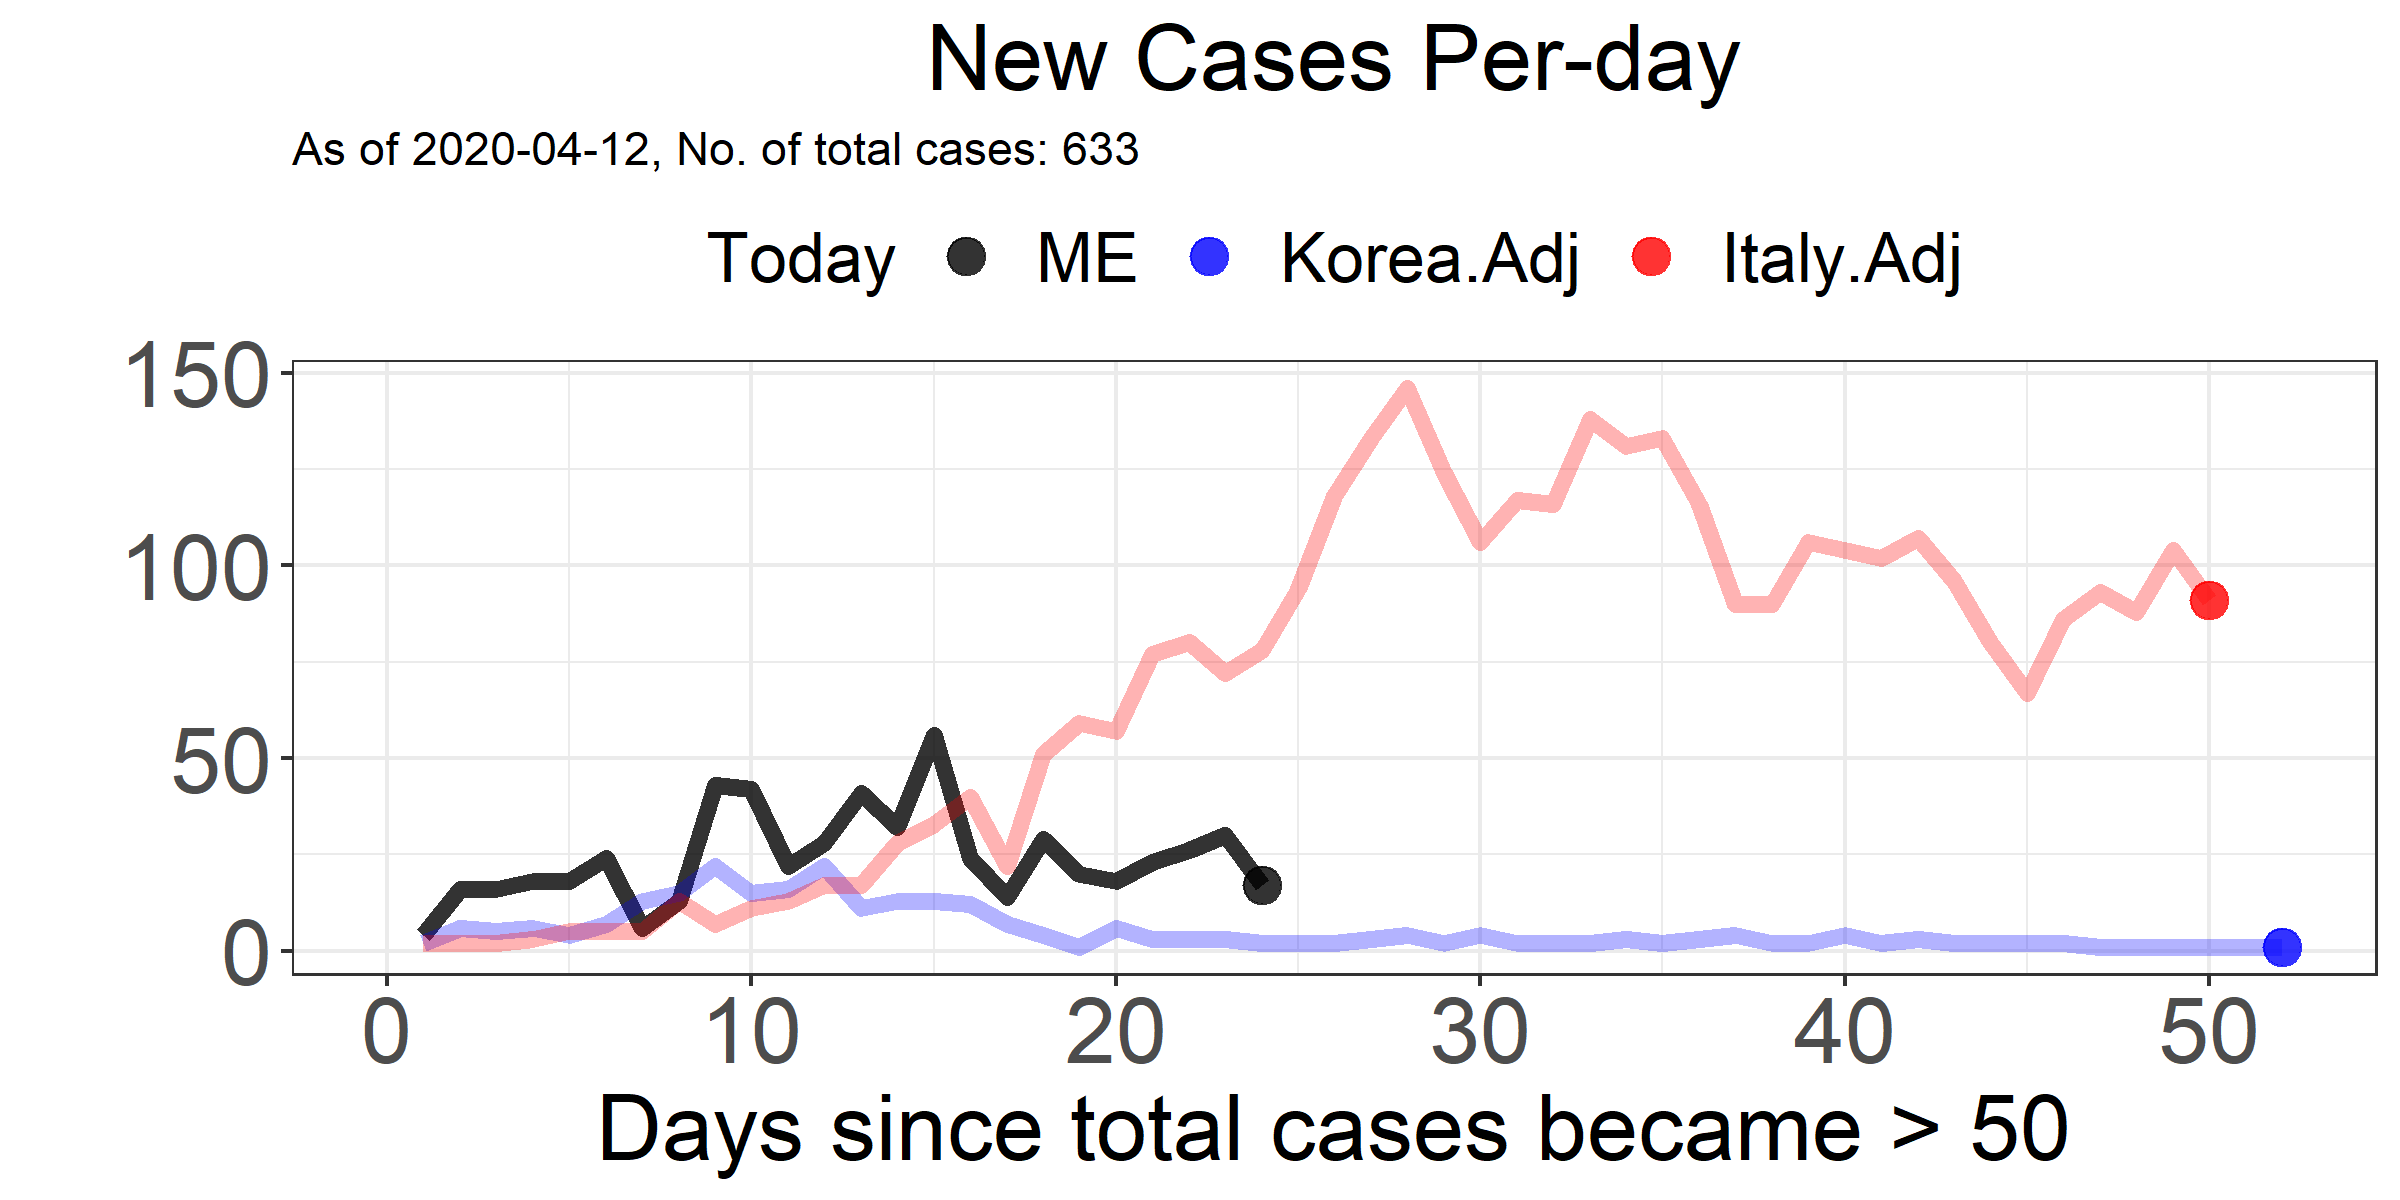 New Cases Per-day
As of 2020-04-12, No. of total cases: 633
Today ME Korea.Adj Italy.Adj
150
100
50
0
0 10 20 30 40 50
Days since total cases became > 50